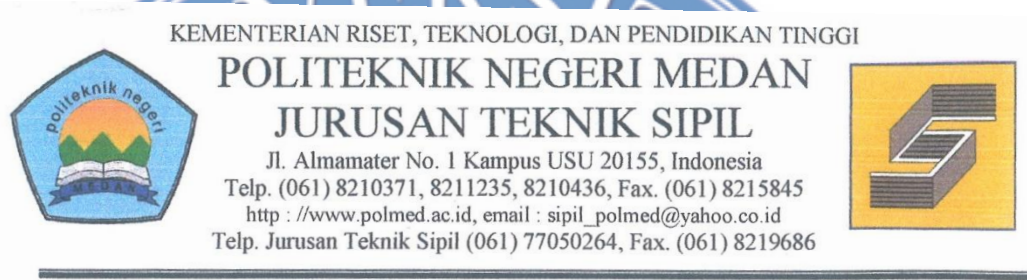 KEMENTERIAN RISET, TEKNOLOGI, DAN PENDIDIKAN TINGGI
POLITEKNIK NEGERI MEDAN
JURUSAN TEKNIK SIPIL
Jl. Almamater No. 1 Kampus USU 20155, Indonesia
Telp. (061) 8210371, 8211235, 8210436, Fax. (061) 8215845
http : //www.polmed.ac.id, email : sipil_polmed@yahoo.co.id
Telp. Jurusan Teknik Sipil (061) 77050264, Fax. (061) 8219686
politeknik negeri
MEDAN